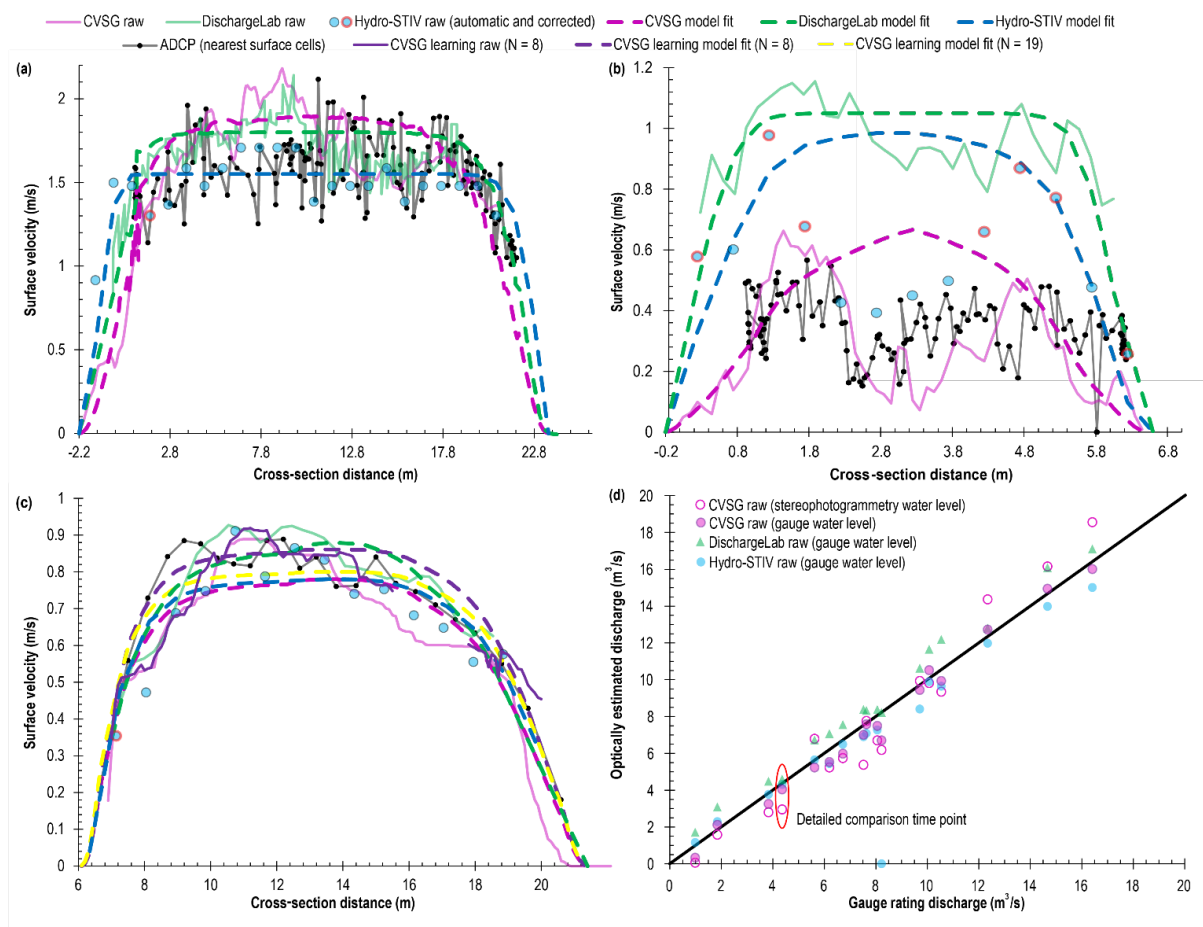 CVSG raw DischargeLab raw Hydro-STIV raw (automatic and corrected) CVSG model fit DischargeLab model fit Hydro-STIV model fit
ADCP (nearest surface cells) CVSG learning raw (N = 8) CVSG learning model fit (N = 8) CVSG learning model fit (N = 19)
(a)
Surface velocity (m/s)
2
1.5
1
0.5
0
-2.2 2.8 7.8 12.8 17.8 22.8
Cross-section distance (m)
(b)
Surface velocity (m/s)
1.2
1
0.8
0.6
0.4
0.2
0
-0.2 0.8 1.8 2.8 3.8 4.8 5.8 6.8
Cross-section distance (m)
(c)
Surface velocity (m/s)
1
0.9
0.8
0.7
0.6
0.5
0.4
0.3
0.2
0.1
0
6 8 10 12 14 16 18 20
Cross-section distance (m)
(d)
CVSG raw (stereophotogrammetry water level)
CVSG raw (gauge water level)
DischargeLab raw (gauge water level)
Hydro-STIV raw (gauge water level)
Optically estimated discharge (m³/s)
20
18
16
14
12
10
8
6
4
2
0
Detailed comparison time point
0 2 4 6 8 10 12 14 16 18 20
Gauge rating discharge (m³/s)